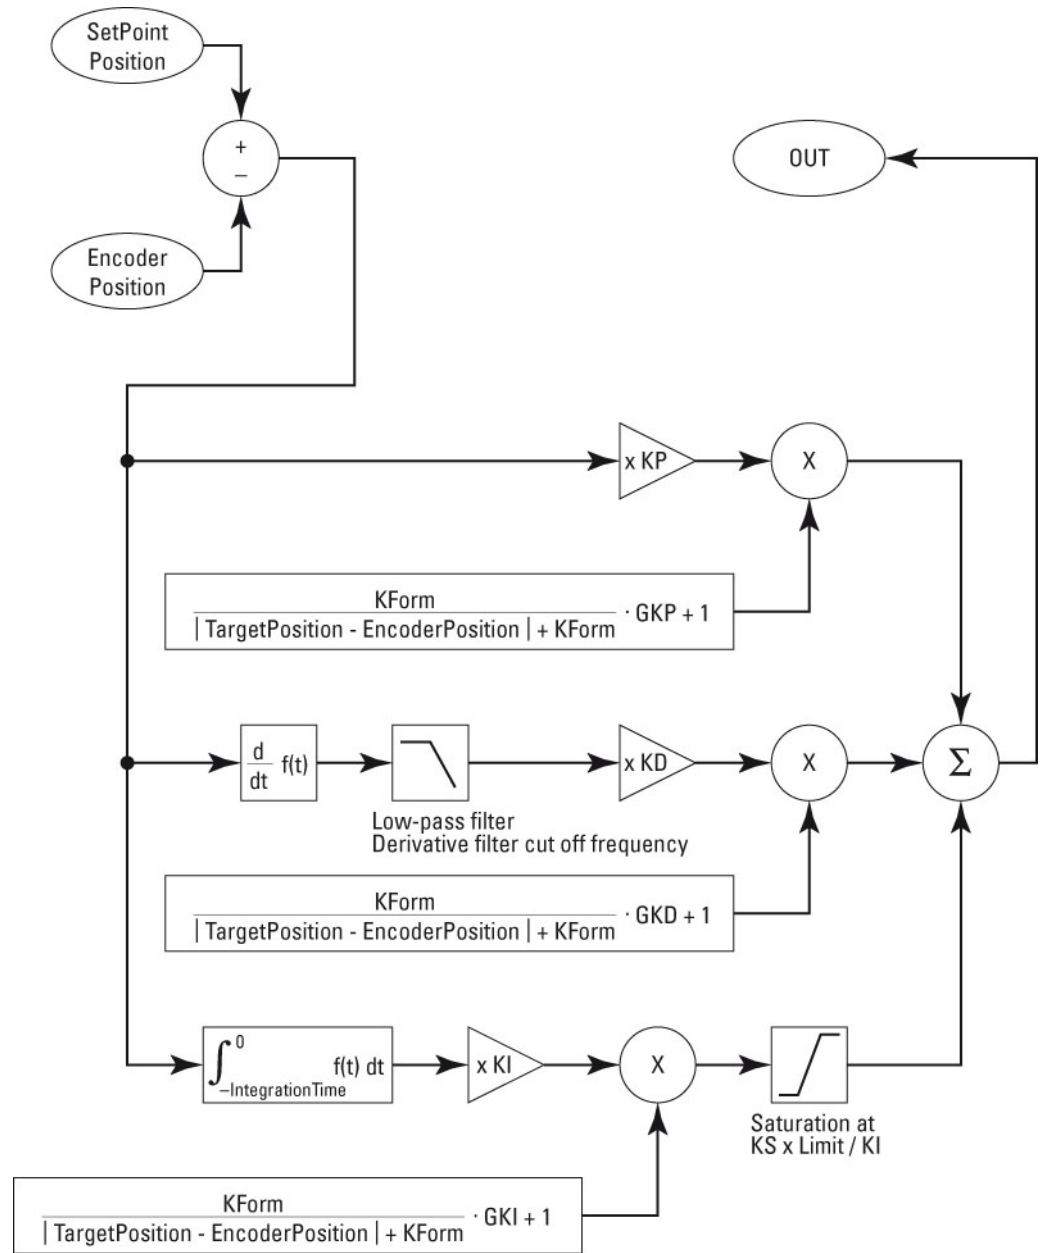 SetPoint
Position
+
–
OUT
Encoder
Position
x KP
X
KForm
| TargetPosition - EncoderPosition | + KForm
· GKP + 1
d
dt
f(t)
x KD
X
Σ
Low-pass filter
Derivative filter cut off frequency
KForm
| TargetPosition - EncoderPosition | + KForm
· GKD + 1
∫
0
–IntegrationTime
f(t) dt
x KI
X
Saturation at
KS x Limit / KI
KForm
| TargetPosition - EncoderPosition | + KForm
· GKI + 1